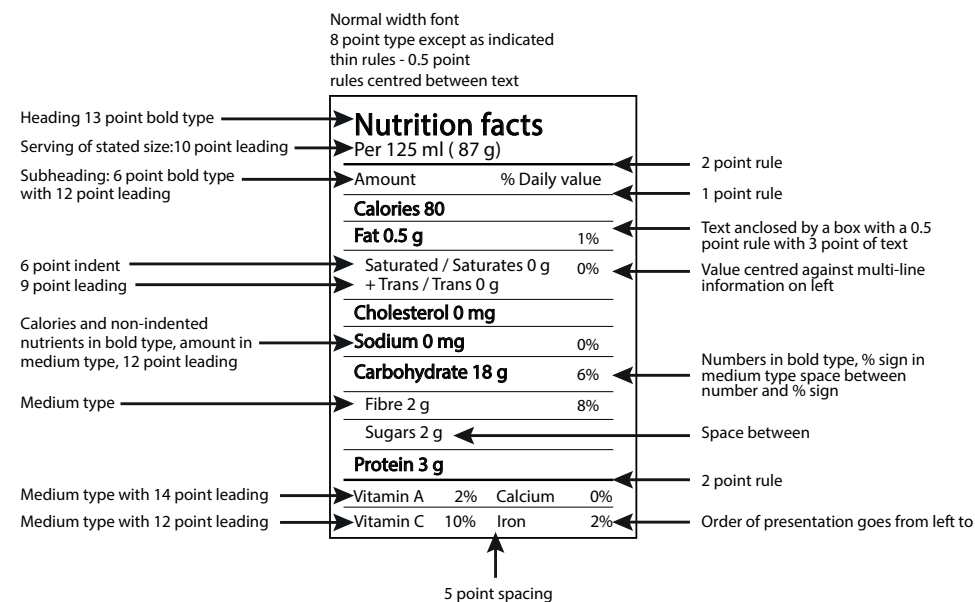 Normal width font
8 point type except as indicated
thin rules - 0.5 point
rules centred between text
Heading 13 point bold type
Serving of stated size:10 point leading
Subheading: 6 point bold type
with 12 point leading
6 point indent
9 point leading
Calories and non-indented
nutrients in bold type, amount in
medium type, 12 point leading
Medium type
Medium type with 14 point leading
Medium type with 12 point leading
Nutrition facts
Per 125 ml ( 87 g)
Amount % Daily value
Calories 80
Fat 0.5 g 1%
Saturated / Saturates 0 g 0%
+ Trans / Trans 0 g
Cholesterol 0 mg
Sodium 0 mg 0%
Carbohydrate 18 g 6%
Fibre 2 g 8%
Sugars 2 g
Protein 3 g
Vitamin A 2% Calcium 0%
Vitamin C 10% Iron 2%
2 point rule
1 point rule
Text anclosed by a box with a 0.5
point rule with 3 point of text
Value centred against multi-line
information on left
Numbers in bold type, % sign in
medium type space between
number and % sign
Space between
2 point rule
Order of presentation goes from left to
5 point spacing